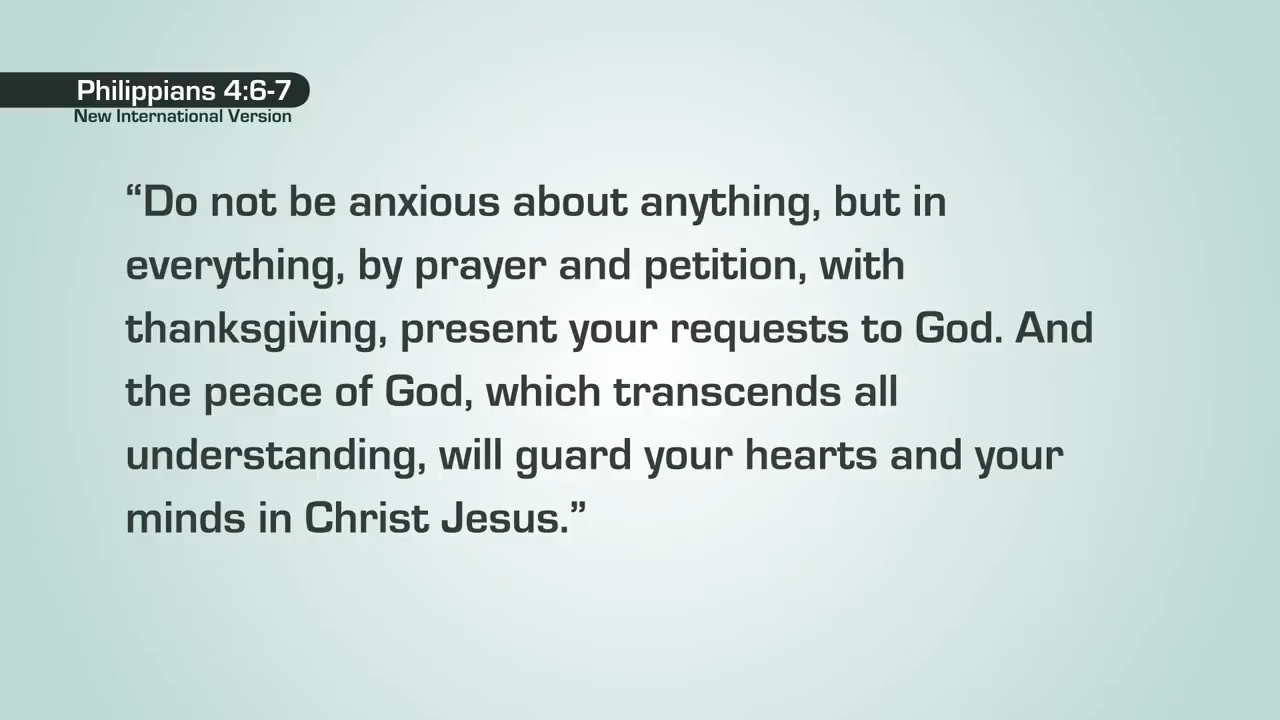 Philippians 4:6-7
New International Version
“Do not be anxious about anything, but in
everything, by prayer and petition, with
thanksgiving, present your requests to God. And
the peace of God, which transcends all
understanding, will guard your hearts and your
minds in Christ Jesus.”